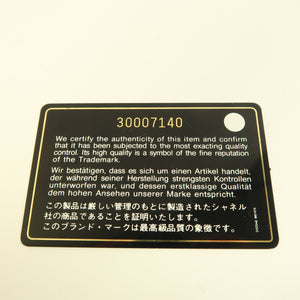 30007140
We certify the authenticity of this item and confirm
that it has been subjected to the most exacting quality
control. Its high quality is a symbol of the fine reputation
of the Trademark.
Wir bestätigen, dass es sich um einen Artikel handelt,
der während seiner Herstellung strengsten Kontrollen
unterworfen war, und dessen erstklassige Qualität
dem hohen Ansehen unserer Marke entspricht.
この製品は厳しい管理のもとに製造されたシャネル
社の商品であることを証明いたします。
このブランド・マークは最高級品質の象徴です。